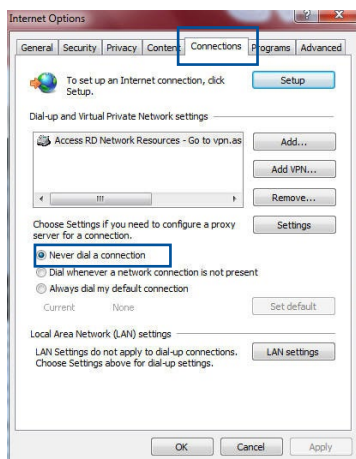 Internet Options
General Security Privacy Content Connections Programs Advanced
To set up an Internet connection, click
Setup.
Setup
Dial-up and Virtual Private Network settings
Access RD Network Resources - Go to vpn.as
Add...
Add VPN...
Remove...
Choose Settings if you need to configure a proxy
server for a connection.
Settings
Never dial a connection
Dial whenever a network connection is not present
Always dial my default connection
Current None
Set default
Local Area Network (LAN) settings
LAN Settings do not apply to dial-up connections.
Choose Settings above for dial-up settings.
LAN settings
OK Cancel Apply